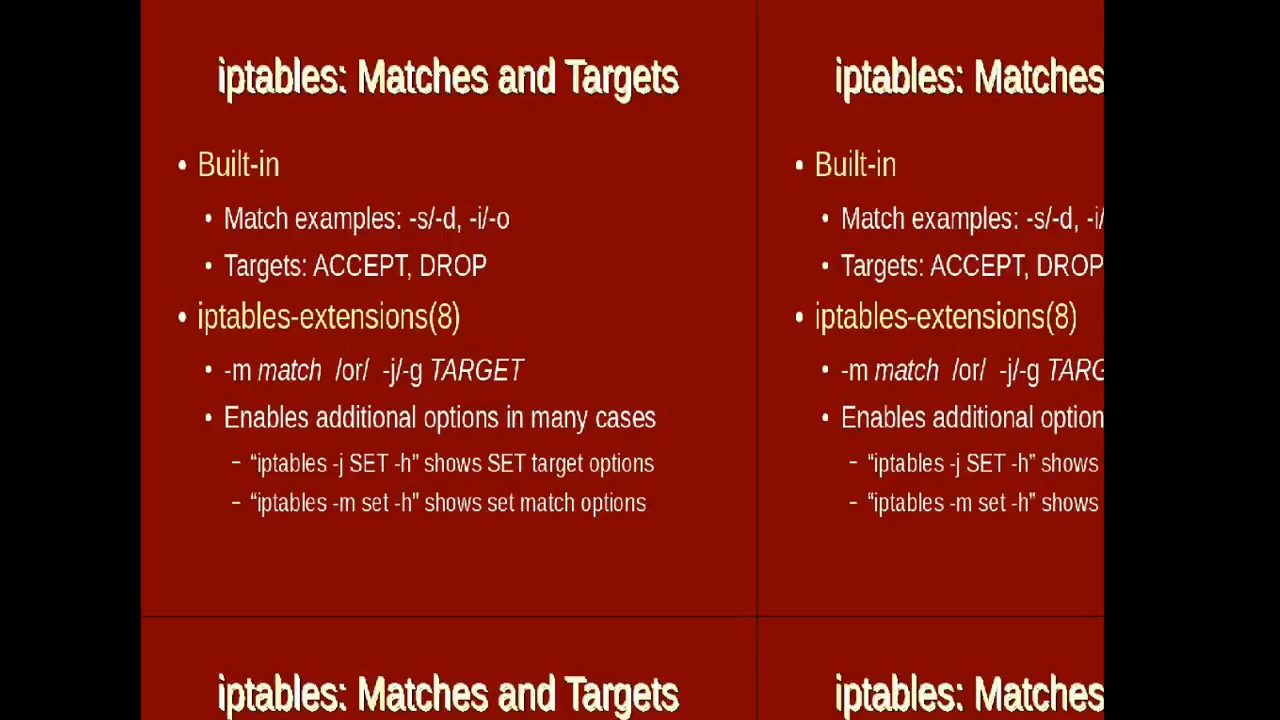 iptables: Matches and Targets
• Built-in
• Match examples: -s/-d, -i/-o
• Targets: ACCEPT, DROP
• iptables-extensions(8)
• -m match /or/ -j/-g TARGET
• Enables additional options in many cases
– “iptables -j SET -h” shows SET target options
– “iptables -m set -h” shows set match options
iptables: Matches
• Built-in
• Match examples: -s/-d, -i/
• Targets: ACCEPT, DROP
• iptables-extensions(8)
• -m match /or/ -j/-g TARG
• Enables additional option
– “iptables -j SET -h” shows
– “iptables -m set -h” shows
iptables: Matches and Targets
iptables: Matches